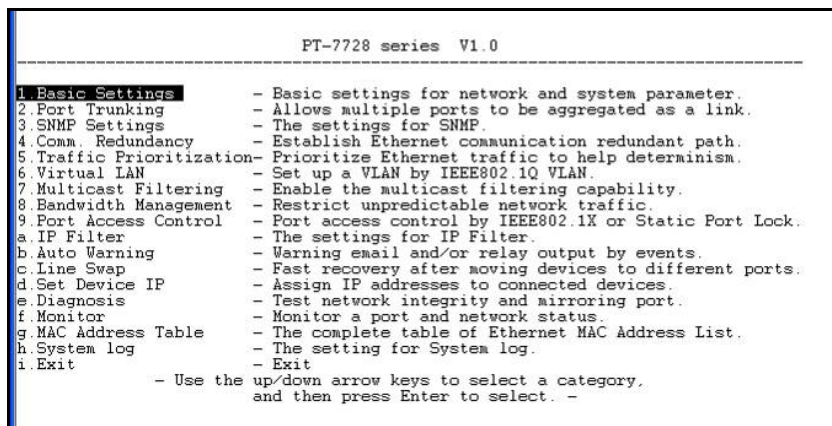 PT-7728 series V1.0
1.Basic Settings - Basic settings for network and system parameter.
2.Port Trunking - Allows multiple ports to be aggregated as a link.
3.SNMP Settings - The settings for SNMP.
4.Comm. Redundancy - Establish Ethernet communication redundant path.
5.Traffic Prioritization- Prioritize Ethernet traffic to help determinism.
6.Virtual LAN - Set up a VLAN by IEEE802.1Q VLAN.
7.Multicast Filtering - Enable the multicast filtering capability.
8.Bandwidth Management - Restrict unpredictable network traffic.
9.Port Access Control - Port access control by IEEE802.1X or Static Port Lock.
a.IP Filter - The settings for IP Filter.
b.Auto Warning - Warning email and/or relay output by events.
c.Line Swap - Fast recovery after moving devices to different ports.
d.Set Device IP - Assign IP addresses to connected devices.
e.Diagnosis - Test network integrity and mirroring port.
f.Monitor - Monitor a port and network status.
g.MAC Address Table - The complete table of Ethernet MAC Address List.
h.System log - The setting for System log.
i.Exit - Exit
- Use the up/down arrow keys to select a category,
and then press Enter to select. -